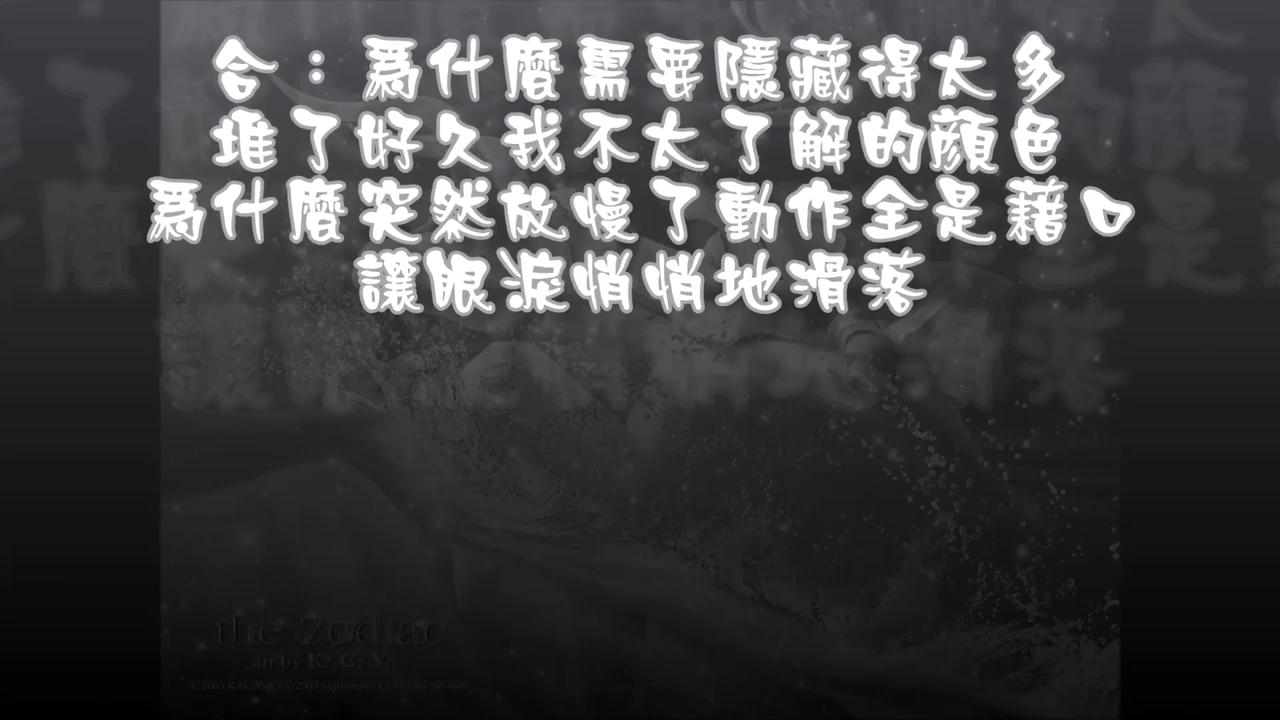 合：為什麼需要隱藏得太多
堆了好久我不太了解的顏色
為什麼突然放慢了動作全是藉口
讓眼淚悄悄地滑落
the Zodiac
art by KAGAYA